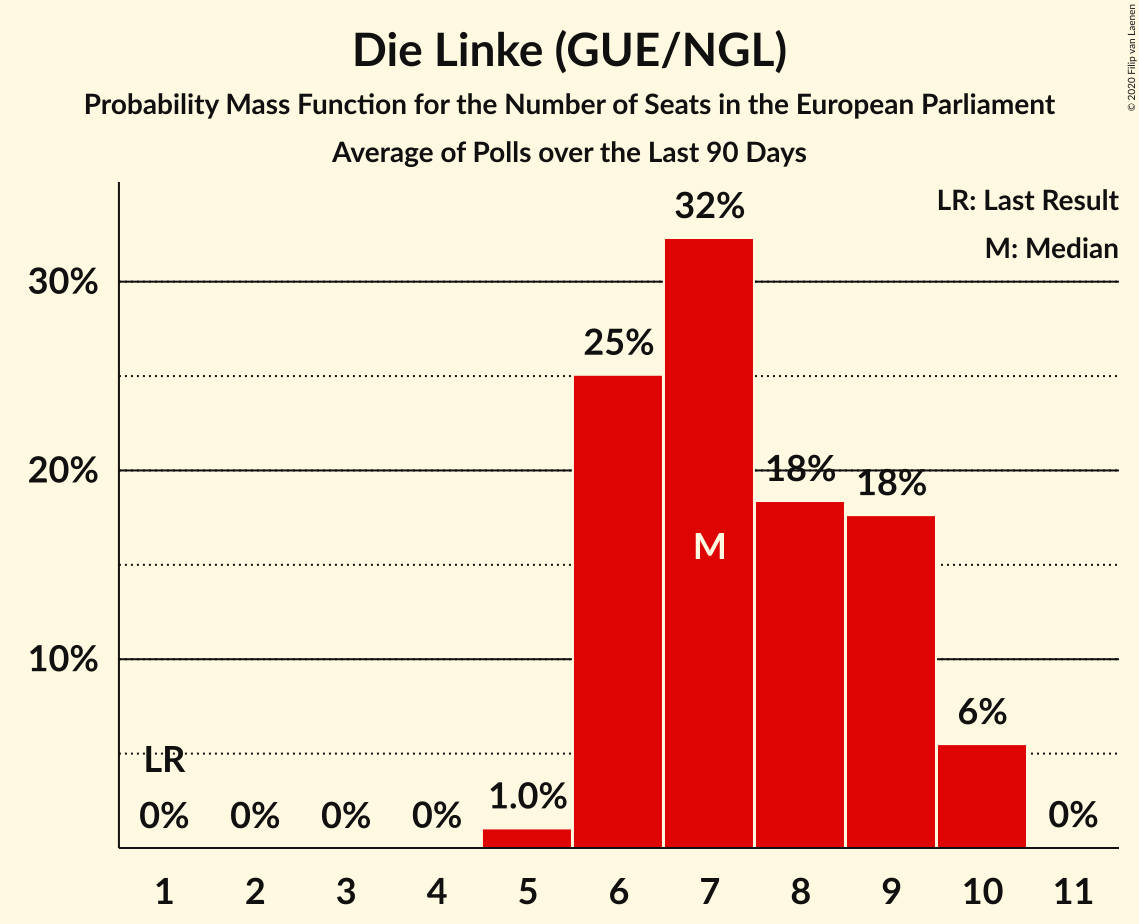 Die Linke (GUE/NGL)
Probability Mass Function for the Number of Seats in the European Parliament
Average of Polls over the Last 90 Days
© 2020 Filip van Laenen
LR: Last Result
M: Median
30%
20%
10%
LR
0%
0%
0%
0%
1.0%
25%
32%
M
18%
18%
6%
0%
1 2 3 4 5 6 7 8 9 10 11